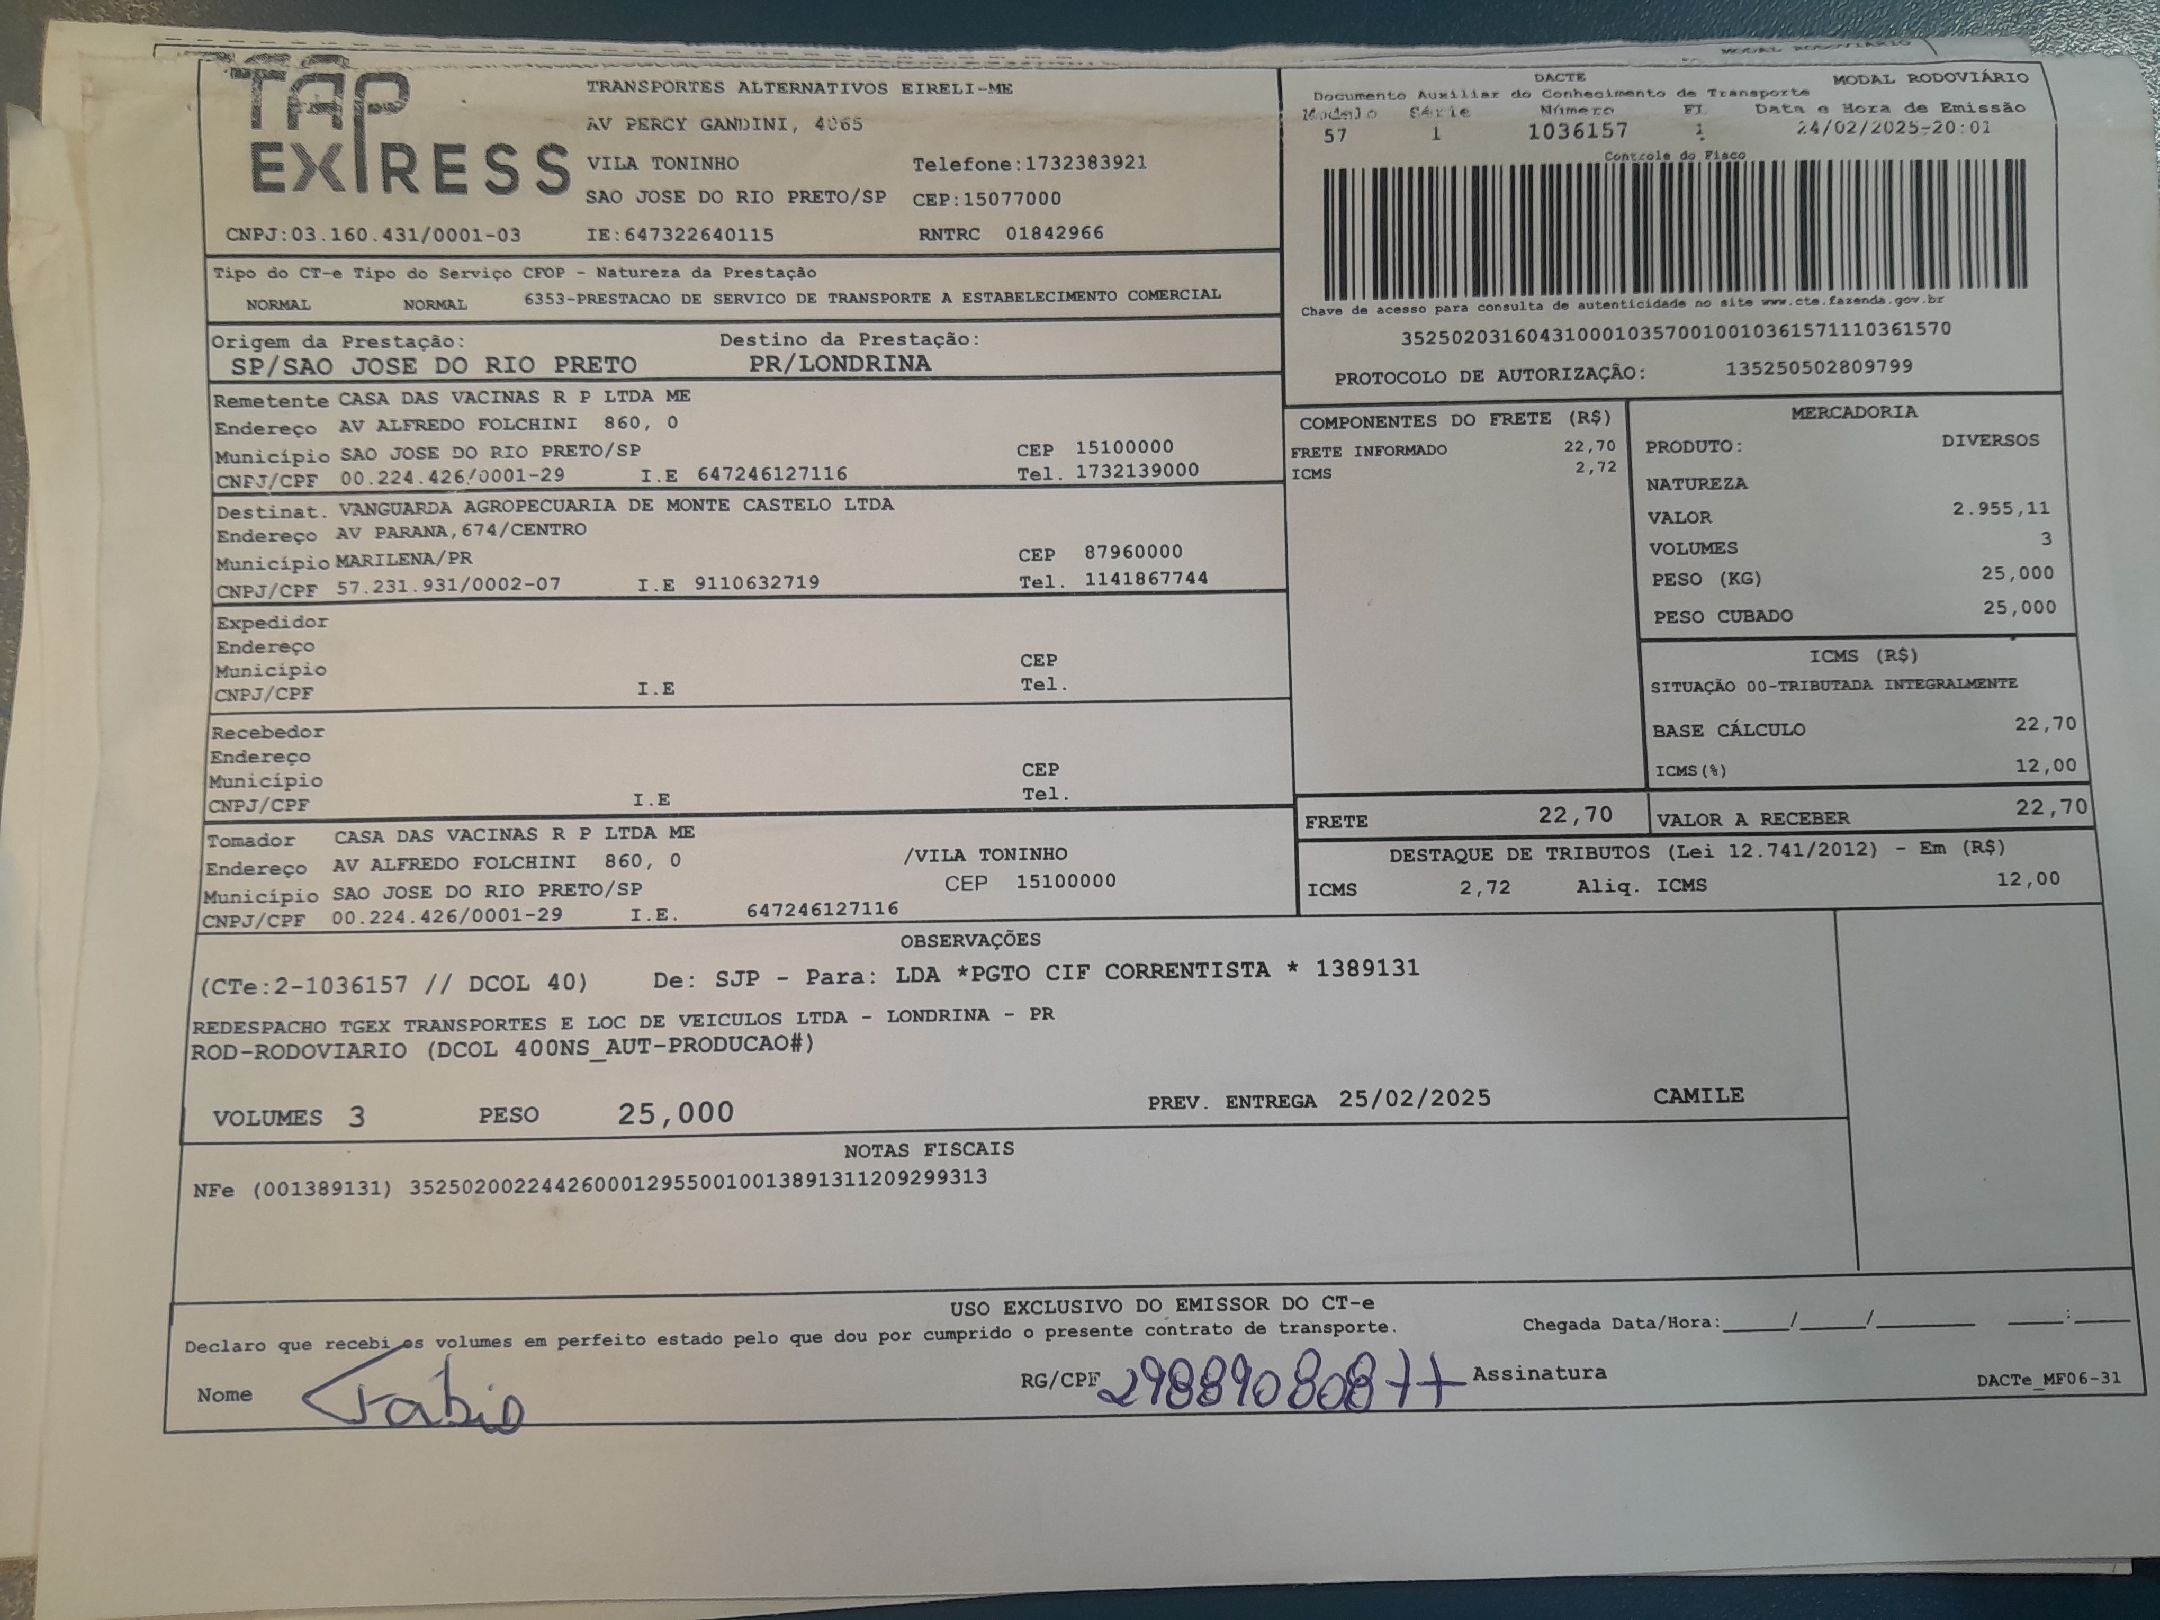 MODAL RODOVIÁRIO
TAP
EXPRESS
TRANSPORTES ALTERNATIVOS EIRELI-ME
AV PERCY GANDINI, 4065
VILA TONINHO Telefone:1732383921
SAO JOSE DO RIO PRETO/SP CEP:15077000
CNPJ:03.160.431/0001-03 IE:647322640115 RNTRC 01842966
DACTE MODAL RODOVIÁRIO
Documento Auxiliar do Conhecimento de Transporte
Modelo Série Número Fl Data e Hora de Emissão
57 1 1036157 1 24/02/2025-20:01
Controle do Fisco
Chave de acesso para consulta de autenticidade no site www.cte.fazenda.gov.br
35250203160431000103570010010361571110361570
PROTOCOLO DE AUTORIZAÇÃO: 135250502809799
Tipo do CT-e Tipo do Serviço CFOP - Natureza da Prestação
NORMAL NORMAL 6353-PRESTACAO DE SERVICO DE TRANSPORTE A ESTABELECIMENTO COMERCIAL
Origem da Prestação: Destino da Prestação:
SP/SAO JOSE DO RIO PRETO PR/LONDRINA
Remetente CASA DAS VACINAS R P LTDA ME
Endereço AV ALFREDO FOLCHINI 860, 0
Município SAO JOSE DO RIO PRETO/SP CEP 15100000
CNPJ/CPF 00.224.426/0001-29 I.E 647246127116 Tel. 1732139000
Destinat. VANGUARDA AGROPECUARIA DE MONTE CASTELO LTDA
Endereço AV PARANA,674/CENTRO
Município MARILENA/PR CEP 87960000
CNPJ/CPF 57.231.931/0002-07 I.E 9110632719 Tel. 1141867744
Expedidor
Endereço
Município CEP
CNPJ/CPF I.E Tel.
Recebedor
Endereço
Município CEP
CNPJ/CPF I.E Tel.
Tomador CASA DAS VACINAS R P LTDA ME
Endereço AV ALFREDO FOLCHINI 860, 0 /VILA TONINHO
Município SAO JOSE DO RIO PRETO/SP CEP 15100000
CNPJ/CPF 00.224.426/0001-29 I.E. 647246127116
COMPONENTES DO FRETE (R$)
FRETE INFORMADO 22,70
ICMS 2,72
MERCADORIA
PRODUTO: DIVERSOS
NATUREZA
VALOR 2.955,11
VOLUMES 3
PESO (KG) 25,000
PESO CUBADO 25,000
ICMS (R$)
SITUAÇÃO 00-TRIBUTADA INTEGRALMENTE
BASE CÁLCULO 22,70
ICMS(%) 12,00
FRETE 22,70 VALOR A RECEBER 22,70
DESTAQUE DE TRIBUTOS (Lei 12.741/2012) - Em (R$)
ICMS 2,72 Aliq. ICMS 12,00
OBSERVAÇÕES
(CTe:2-1036157 // DCOL 40) De: SJP - Para: LDA *PGTO CIF CORRENTISTA * 1389131
REDESPACHO TGEX TRANSPORTES E LOC DE VEICULOS LTDA - LONDRINA - PR
ROD-RODOVIARIO (DCOL 400NS_AUT-PRODUCAO#)
VOLUMES 3 PESO 25,000 PREV. ENTREGA 25/02/2025 CAMILE
NOTAS FISCAIS
NFe (001389131) 35250200224426000129550010013891311209299313
USO EXCLUSIVO DO EMISSOR DO CT-e
Declaro que recebi os volumes em perfeito estado pelo que dou por cumprido o presente contrato de transporte. Chegada Data/Hora:_____/_____/_________ _____:_____
Nome Fábio RG/CPF 29889080877 Assinatura DACTe_MF06-31